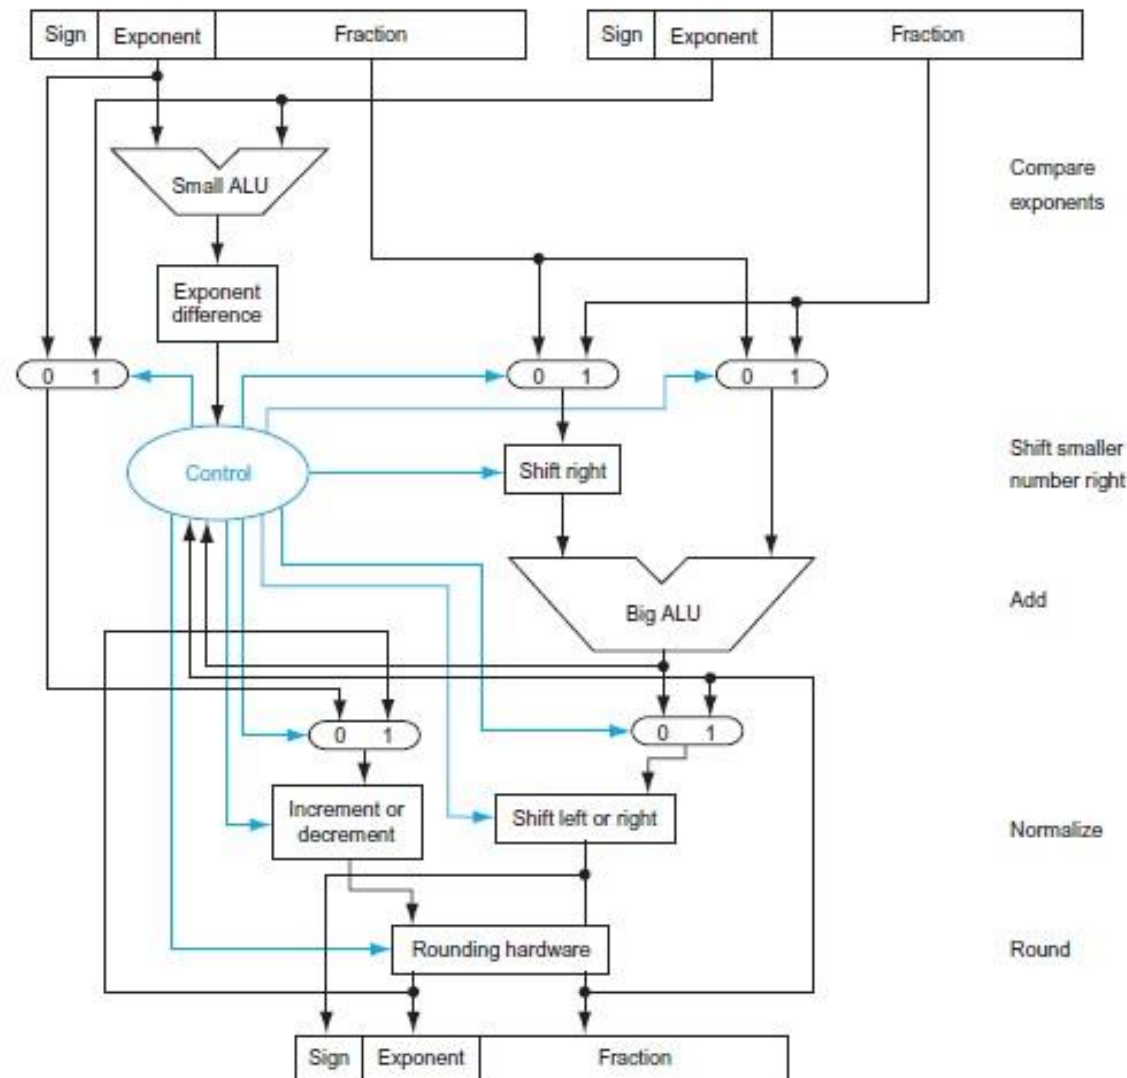 Sign Exponent Fraction Sign Exponent Fraction
Small ALU
Compare
exponents
Exponent
difference
0 1 0 1 0 1
Control
Shift right
Shift smaller
number right
Big ALU
Add
0 1 0 1
Increment or
decrement
Shift left or right
Normalize
Rounding hardware
Round
Sign Exponent Fraction